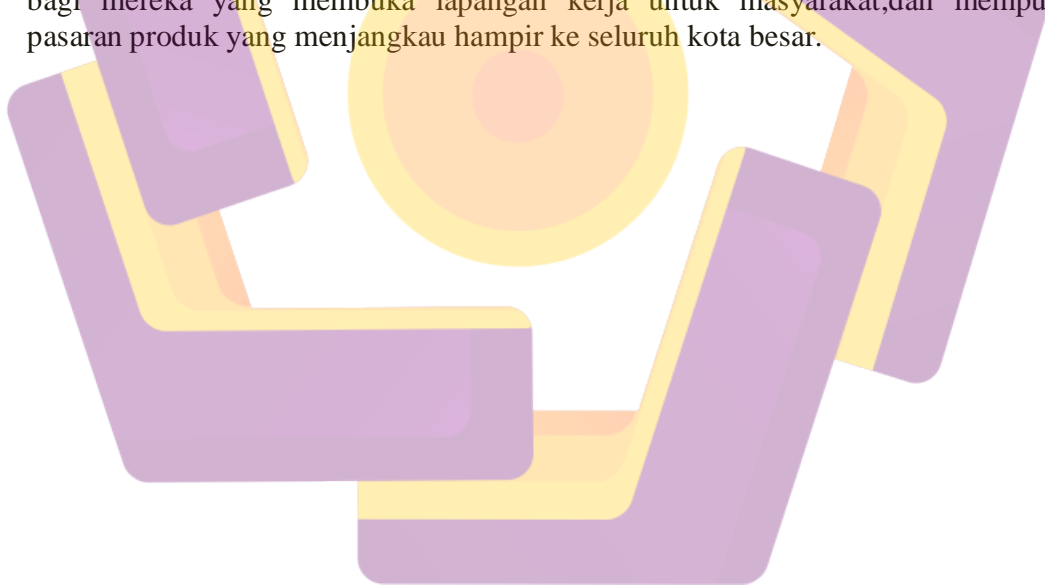 bagi mereka yang membuka lapangan kerja untuk masyarakat,dan mempu
pasaran produk yang menjangkau hampir ke seluruh kota besar.